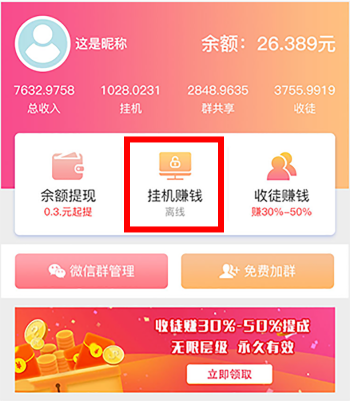 这是昵称
余额：26.389元
7632.9758 1028.0231 2848.9635 3755.9919
总收入 挂机 群共享 收徒
余额提现 挂机赚钱 收徒赚钱
0.3.元起提 离线 赚30%-50%
微信群管理 免费加群
收徒赚30%-50%提成
无限层级 永久有效
立即领取